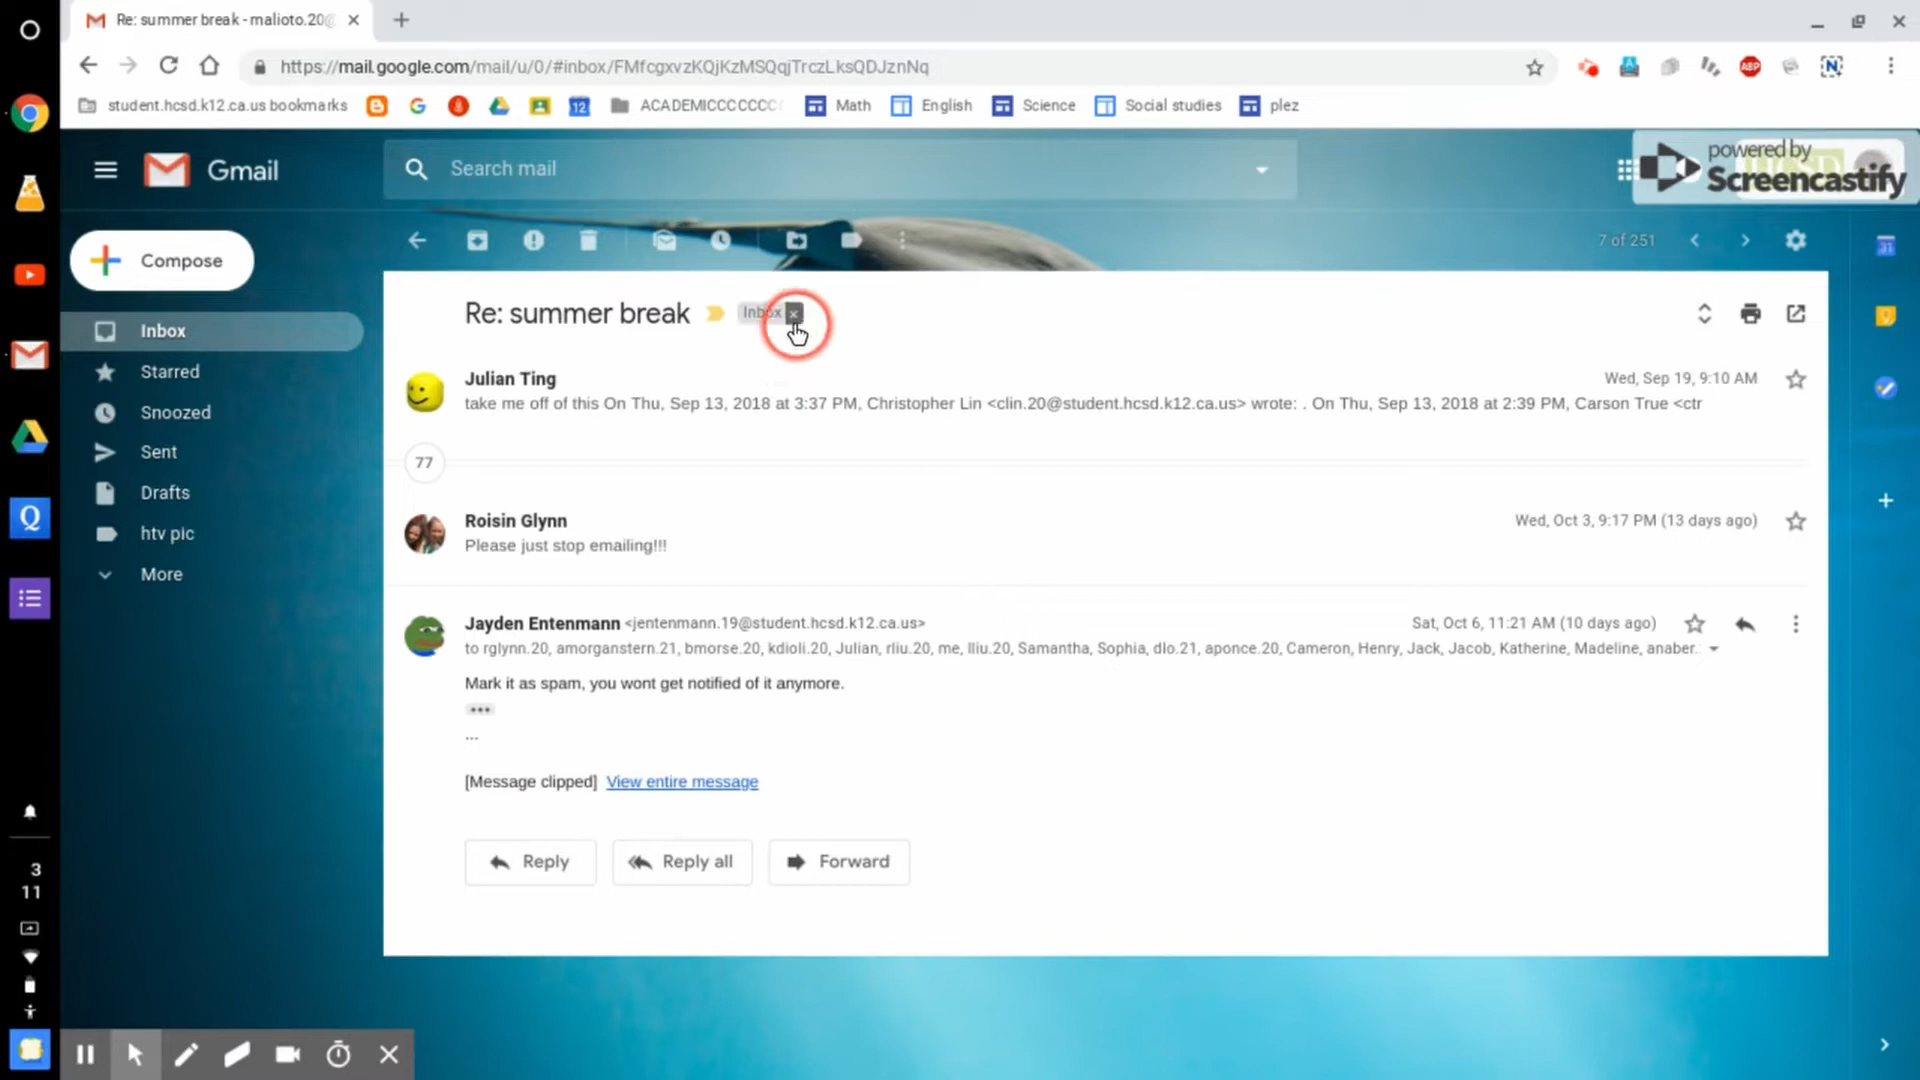 Re: summer break - malioto.20@
https://mail.google.com/mail/u/0/#inbox/FMfcgxvzKQjKzMSQqjTrczLksQDJznNq
ABP
N
student.hcsd.k12.ca.us bookmarks
12
ACADEMICCCCCCC
Math
English
Science
Social studies
plez
Gmail
Search mail
powered by
Screencastify
Compose
7 of 251
31
Inbox
Starred
Snoozed
Sent
Drafts
htv pic
More
Re: summer break
Inbox
Julian Ting
Wed, Sep 19, 9:10 AM
take me off of this On Thu, Sep 13, 2018 at 3:37 PM, Christopher Lin <clin.20@student.hcsd.k12.ca.us> wrote: . On Thu, Sep 13, 2018 at 2:39 PM, Carson True <ctr
77
Roisin Glynn
Wed, Oct 3, 9:17 PM (13 days ago)
Please just stop emailing!!!
Jayden Entenmann <jentenmann.19@student.hcsd.k12.ca.us>
Sat, Oct 6, 11:21 AM (10 days ago)
to rglynn.20, amorganstern.21, bmorse.20, kdioli.20, Julian, rliu.20, me, lliu.20, Samantha, Sophia, dlo.21, aponce.20, Cameron, Henry, Jack, Jacob, Katherine, Madeline, anaber.
Mark it as spam, you wont get notified of it anymore.
...
[Message clipped] View entire message
Reply
Reply all
Forward
Q
3
11